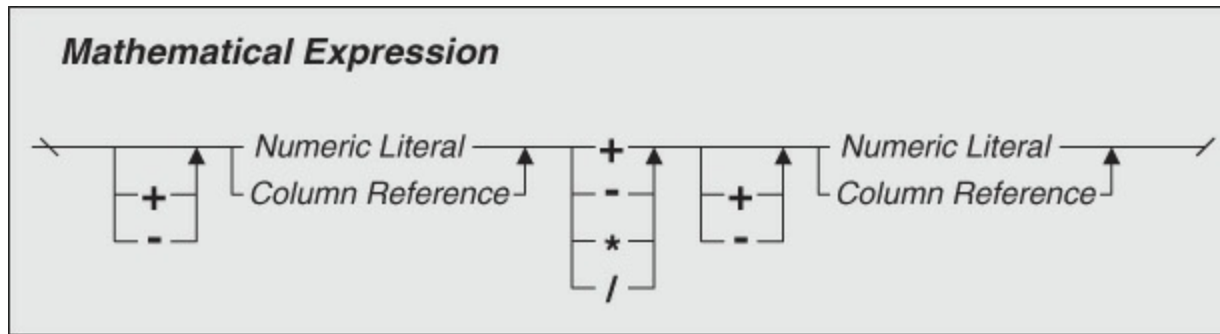 Mathematical Expression
Numeric Literal + Numeric Literal
+ Column Reference - + Column Reference
- * -
/